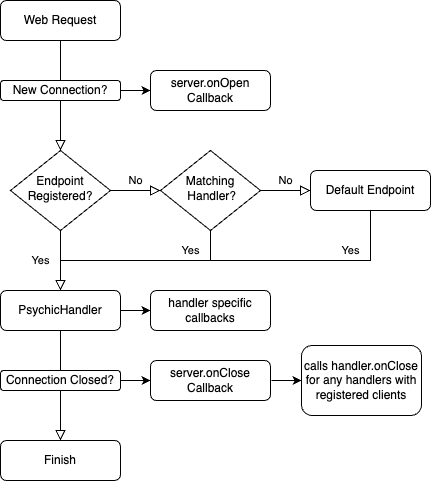 Web Request
New Connection?
server.onOpen
Callback
Endpoint
Registered?
No
Matching
Handler?
No
Default Endpoint
Yes
Yes
Yes
PsychicHandler
handler specific
callbacks
Connection Closed?
server.onClose
Callback
calls handler.onClose
for any handlers with
registered clients
Finish